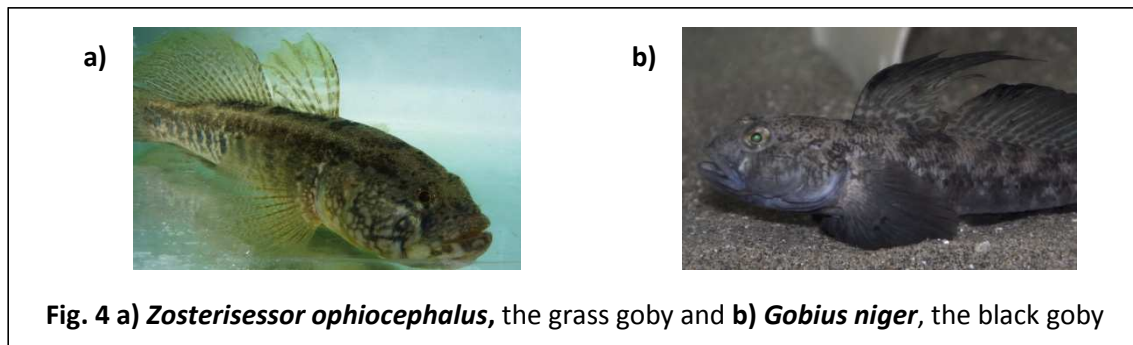 a)
b)
Fig. 4 a) Zosterisessor ophiocephalus, the grass goby and b) Gobius niger, the black goby